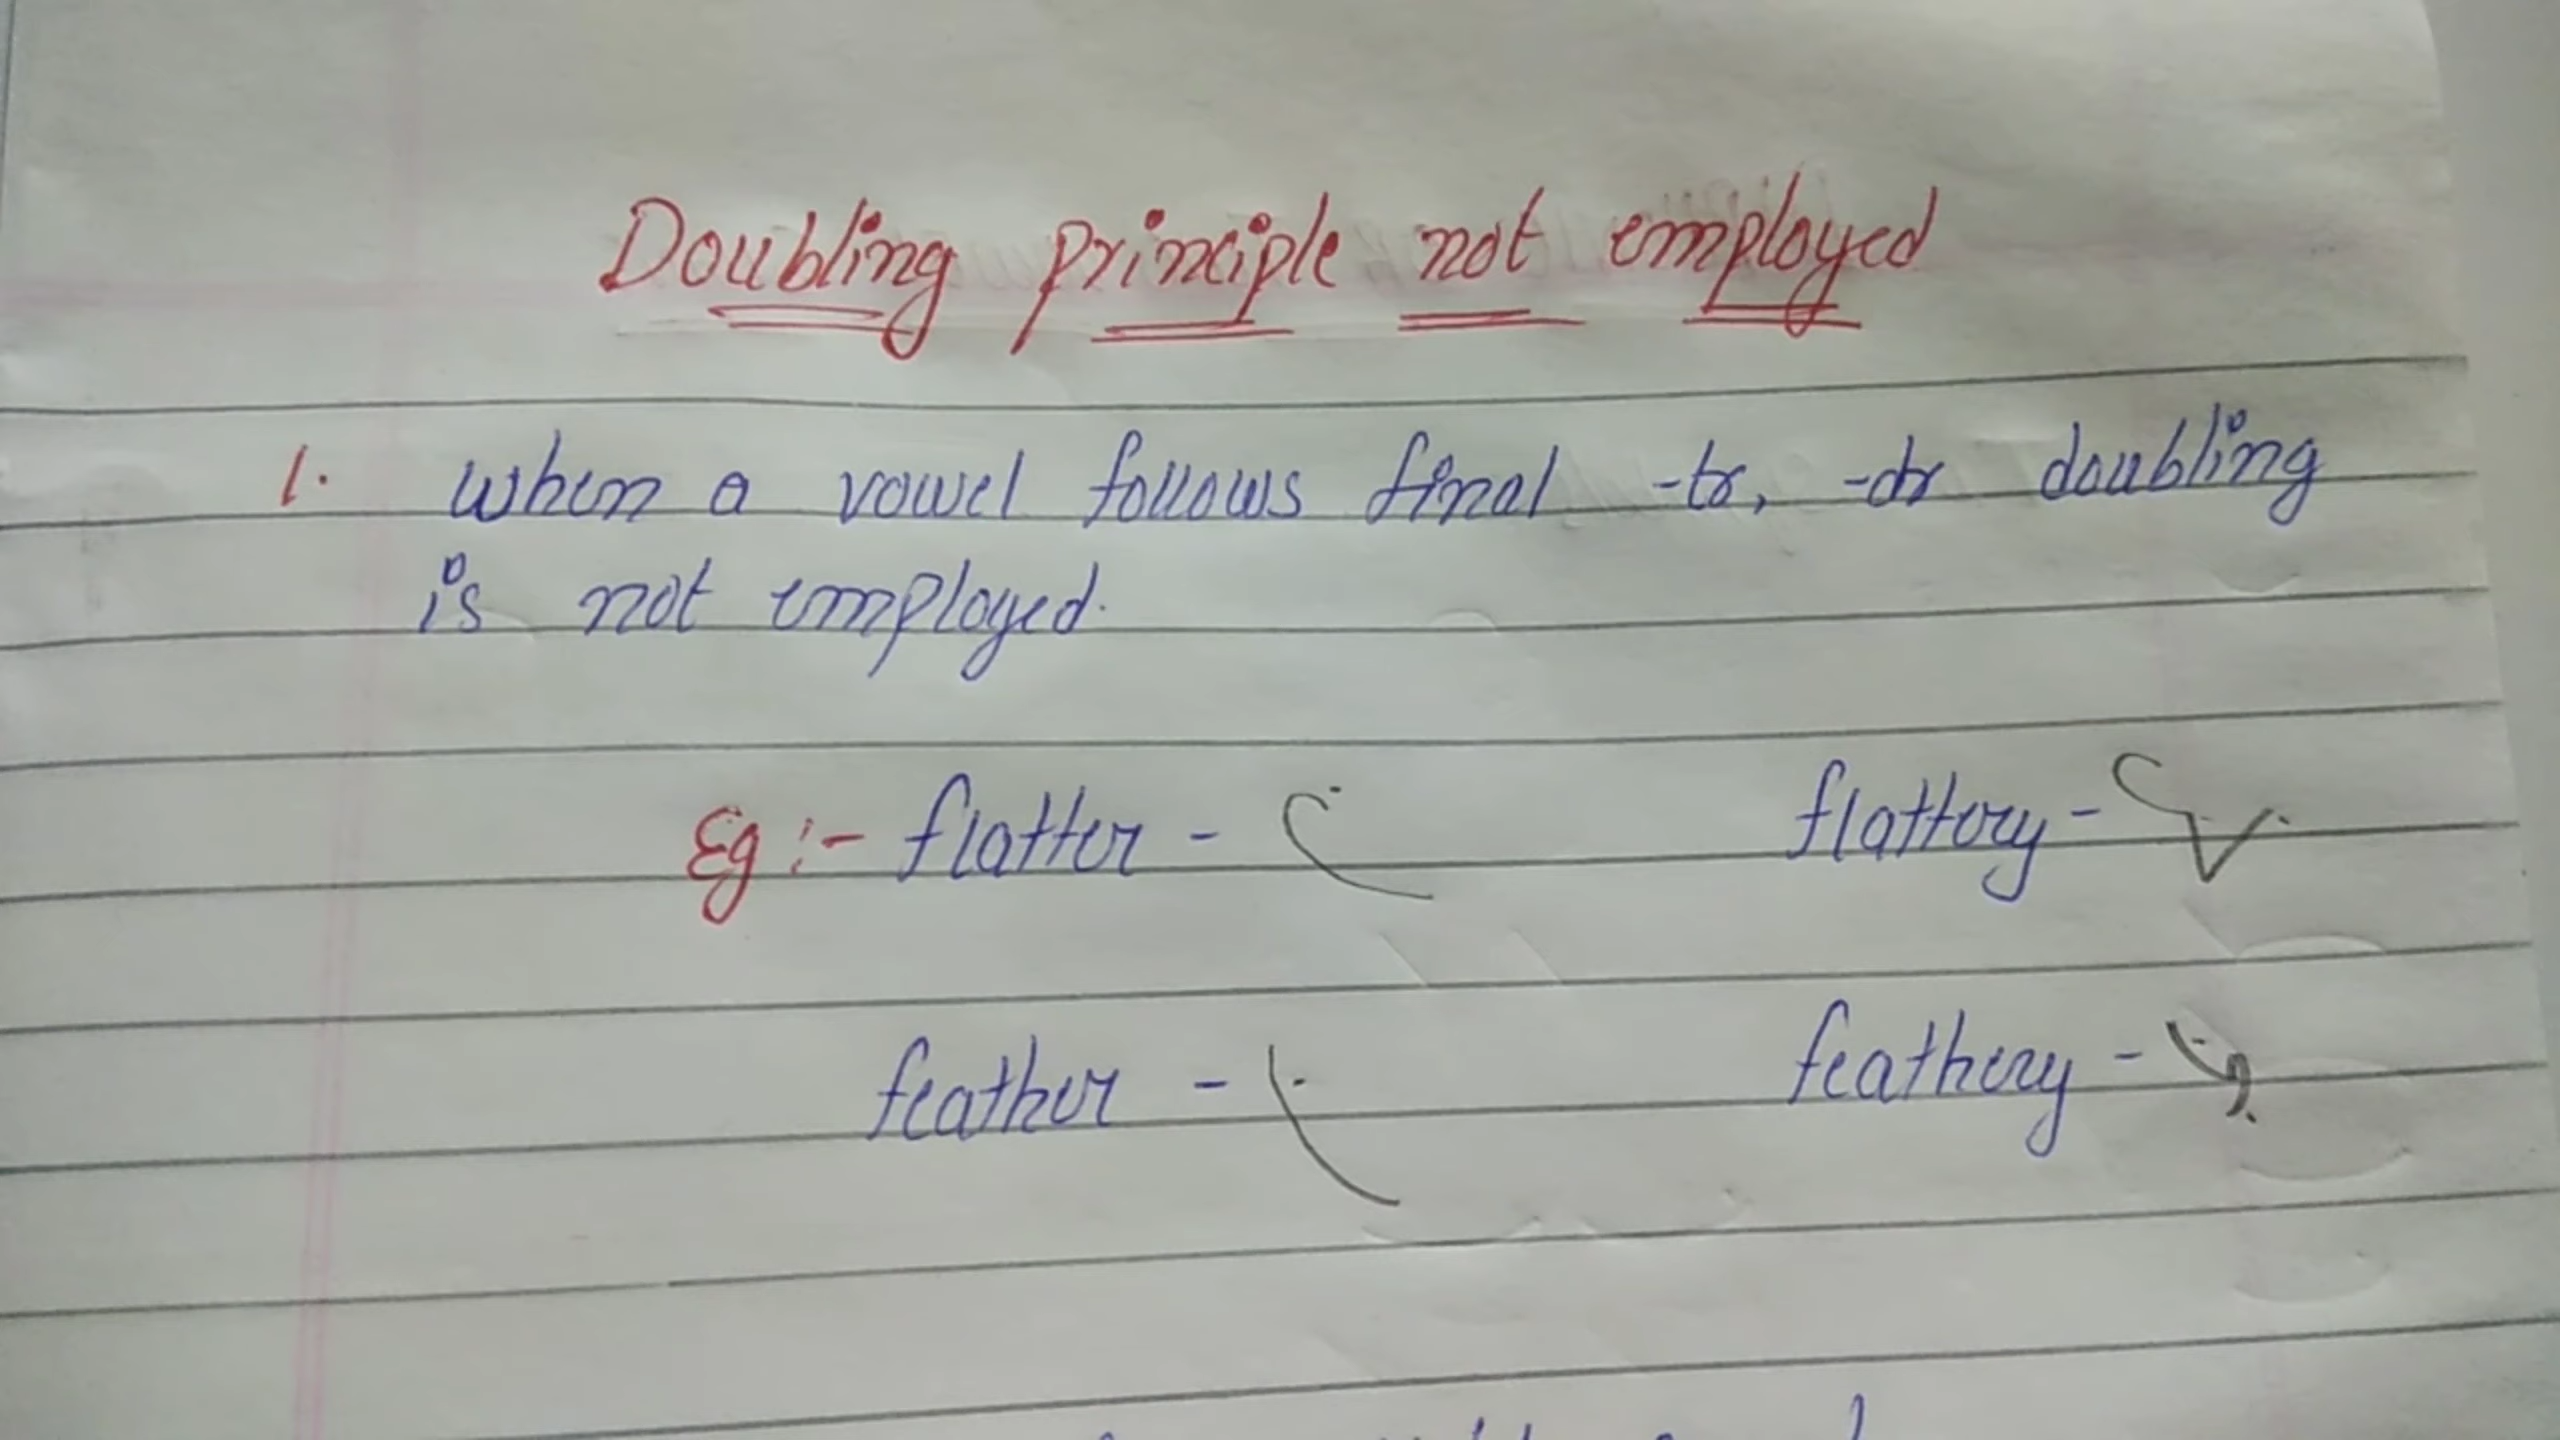 Doubling principle not employed
1. when a vowel follows final -tr, -dr doubling
is not employed.
Eg :- flatter - flattery -
feather - feathery -